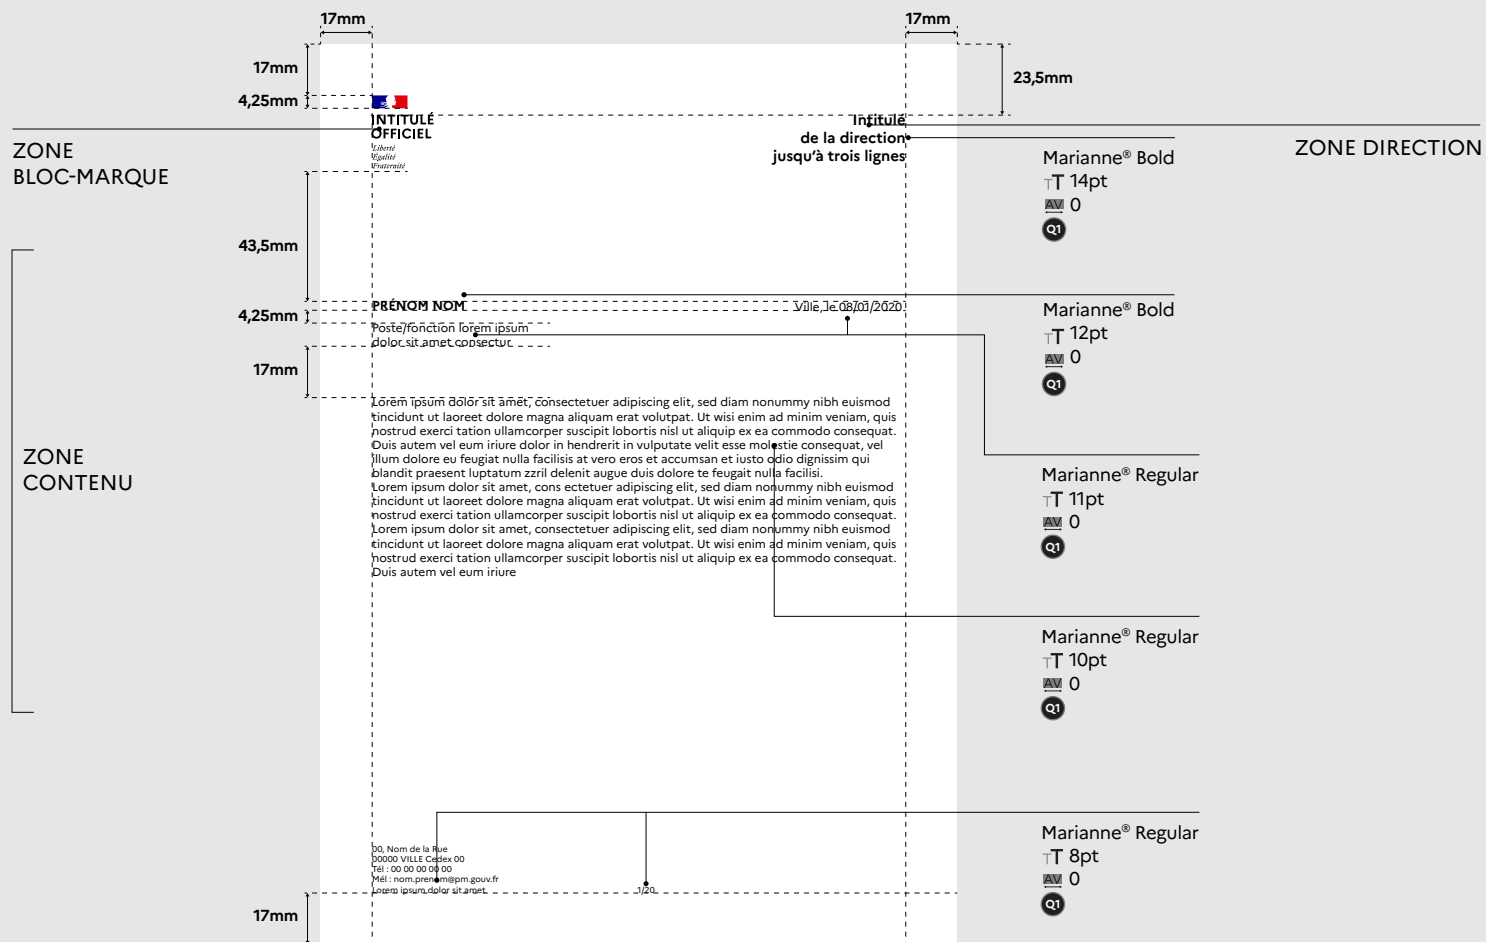 17mm
17mm
17mm
23,5mm
4,25mm
INTITULÉ
OFFICIEL
Liberté
Égalité
Fraternité
Intitulé
de la direction
jusqu'à trois lignes
ZONE
BLOC-MARQUE
ZONE DIRECTION
Marianne® Bold
TT 14pt
AV 0
Q1
43,5mm
PRÉNOM NOM
Ville, le 08/01/2020
4,25mm
Poste/fonction lorem ipsum
dolor sit amet consectur
Marianne® Bold
TT 12pt
AV 0
Q1
17mm
Lorem ipsum dolor sit amet, consectetuer adipiscing elit, sed diam nonummy nibh euismod
tincidunt ut laoreet dolore magna aliquam erat volutpat. Ut wisi enim ad minim veniam, quis
nostrud exerci tation ullamcorper suscipit lobortis nisl ut aliquip ex ea commodo consequat.
Duis autem vel eum iriure dolor in hendrerit in vulputate velit esse molestie consequat, vel
illum dolore eu feugiat nulla facilisis at vero eros et accumsan et iusto odio dignissim qui
blandit praesent luptatum zzril delenit augue duis dolore te feugait nulla facilisi.
Lorem ipsum dolor sit amet, cons ectetuer adipiscing elit, sed diam nonummy nibh euismod
tincidunt ut laoreet dolore magna aliquam erat volutpat. Ut wisi enim ad minim veniam, quis
nostrud exerci tation ullamcorper suscipit lobortis nisl ut aliquip ex ea commodo consequat.
Lorem ipsum dolor sit amet, consectetuer adipiscing elit, sed diam nonummy nibh euismod
tincidunt ut laoreet dolore magna aliquam erat volutpat. Ut wisi enim ad minim veniam, quis
nostrud exerci tation ullamcorper suscipit lobortis nisl ut aliquip ex ea commodo consequat.
Duis autem vel eum iriure
ZONE
CONTENU
Marianne® Regular
TT 11pt
AV 0
Q1
Marianne® Regular
TT 10pt
AV 0
Q1
00, Nom de la Rue
00000 VILLE Cedex 00
Tél : 00 00 00 00 00
Mél : nom.prenom@pm.gouv.fr
Lorem ipsum dolor sit amet
1/20
Marianne® Regular
TT 8pt
AV 0
Q1
17mm